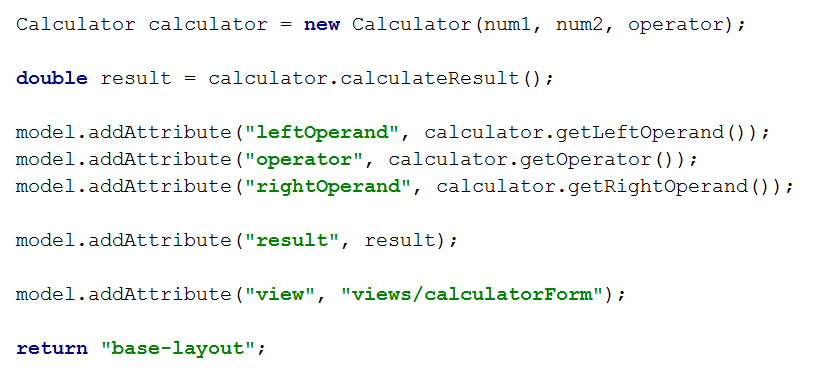 Calculator calculator = new Calculator(num1, num2, operator);
double result = calculator.calculateResult();
model.addAttribute("leftOperand", calculator.getLeftOperand());
model.addAttribute("operator", calculator.getOperator());
model.addAttribute("rightOperand", calculator.getRightOperand());
model.addAttribute("result", result);
model.addAttribute("view", "views/calculatorForm");
return "base-layout";